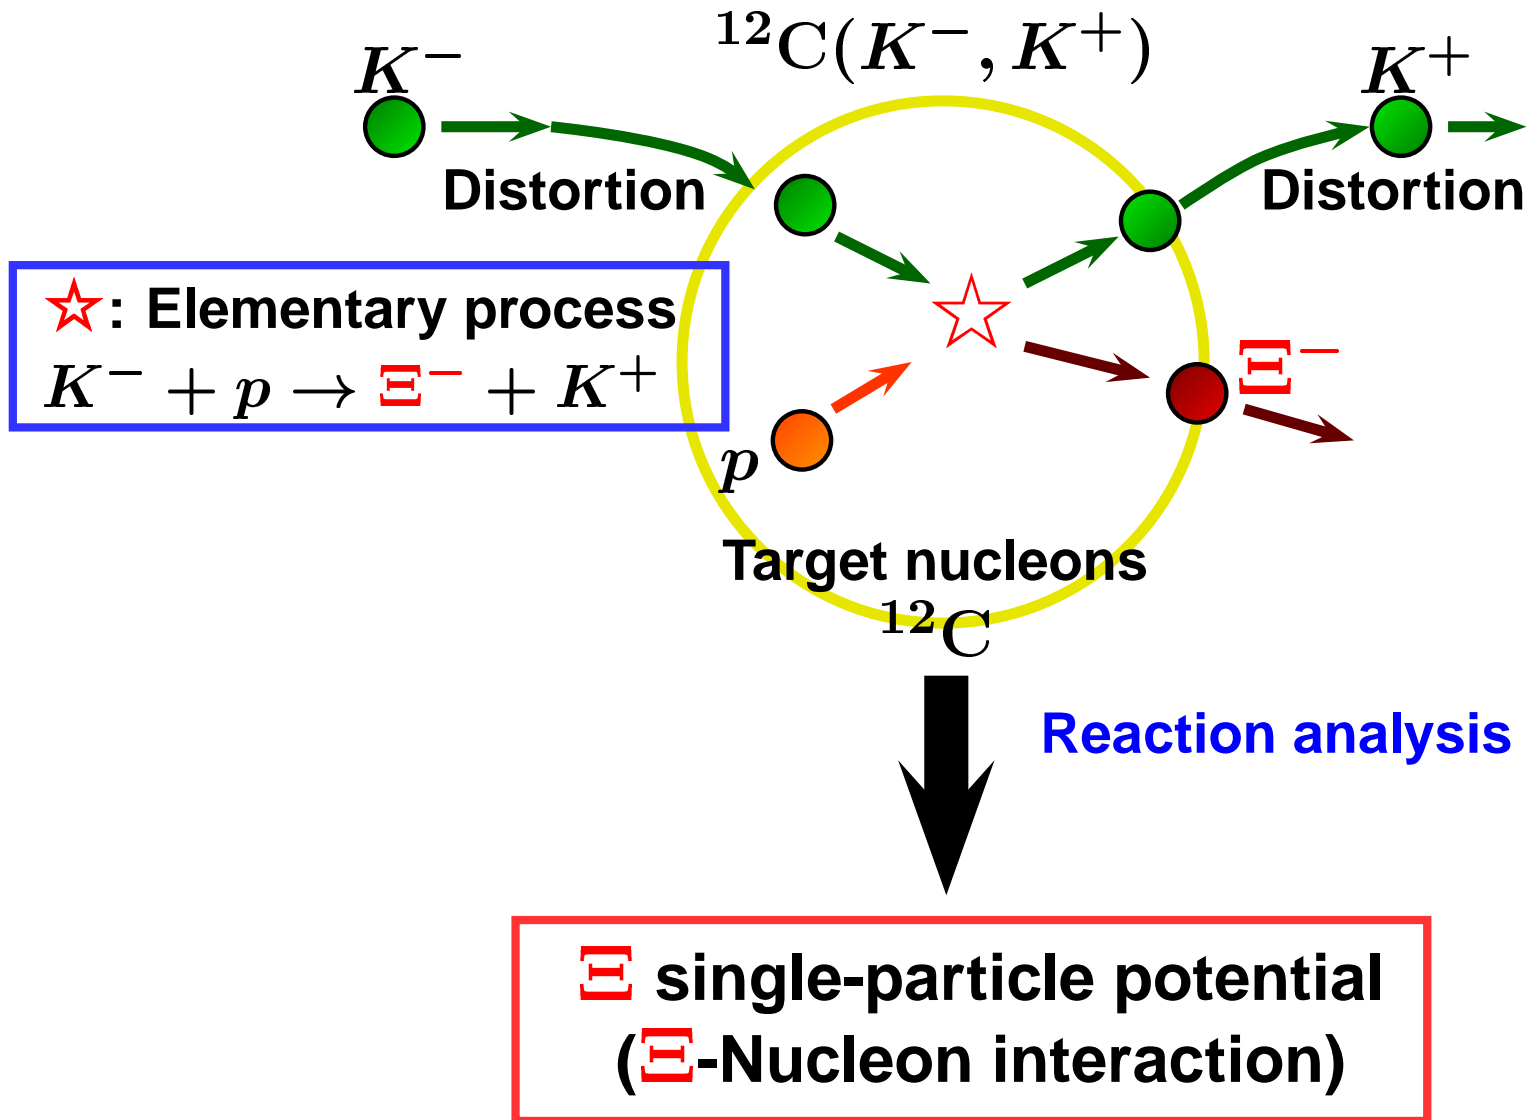 ¹²C(K⁻, K⁺)
K⁻
K⁺
Distortion
Distortion
☆: Elementary process
K⁻ + p → Ξ⁻ + K⁺
Ξ⁻
p
Target nucleons
¹²C
Reaction analysis
Ξ single-particle potential
(Ξ-Nucleon interaction)